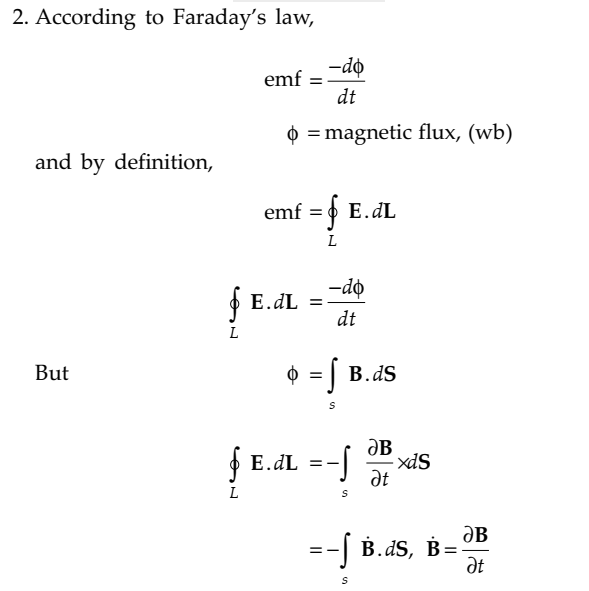 2. According to Faraday's law,
emf = −dϕ/dt
ϕ = magnetic flux, (wb)
and by definition,
emf = ∮_L E.dL
∮_L E.dL = −dϕ/dt
But ϕ = ∫_s B.dS
∮_L E.dL = −∫_s ∂B/∂t ×dS
= −∫_s Ḃ.dS, Ḃ = ∂B/∂t